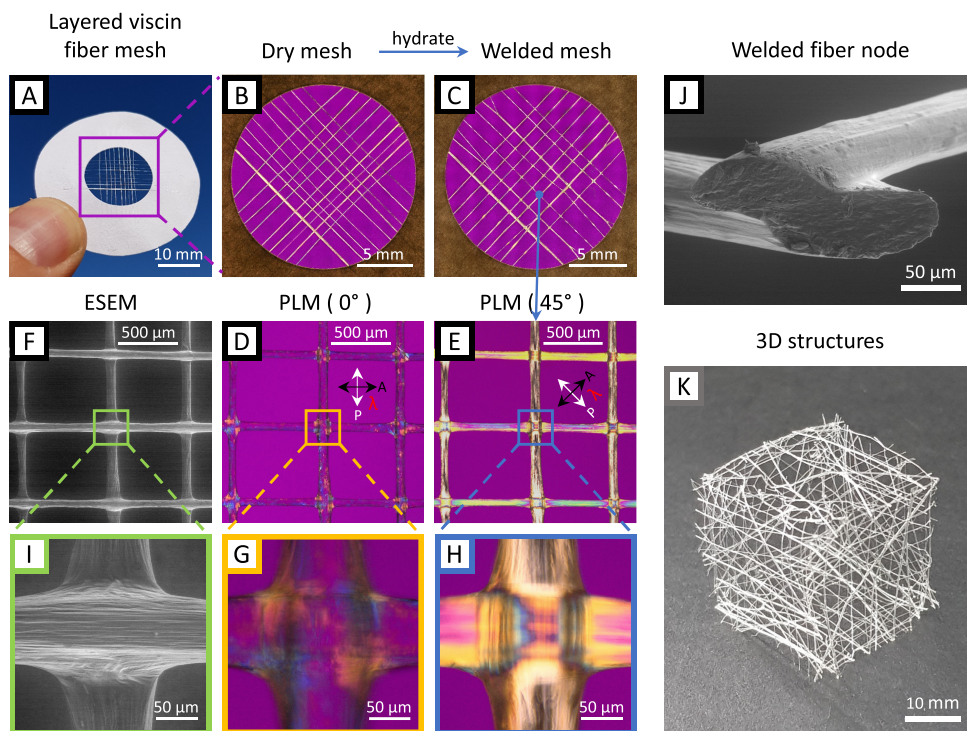 Layered viscin
fiber mesh
Dry mesh
hydrate
Welded mesh
Welded fiber node
A
10 mm
B
5 mm
C
5 mm
J
50 µm
ESEM
PLM ( 0° )
PLM ( 45° )
F
500 µm
D
500 µm
A
P
λ
E
500 µm
A
P
λ
3D structures
K
10 mm
I
50 µm
G
50 µm
H
50 µm